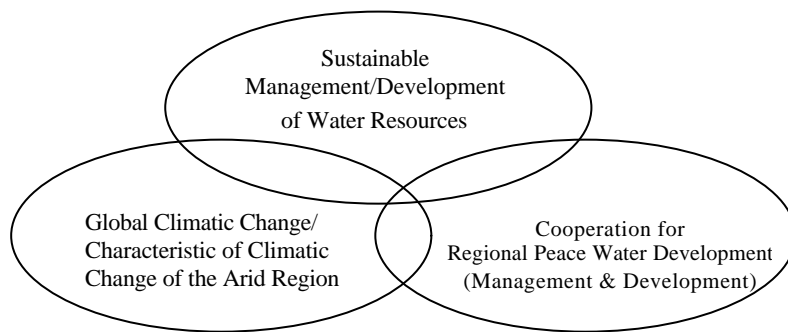 Sustainable
Management/Development
of Water Resources
Global Climatic Change/
Characteristic of Climatic
Change of the Arid Region
Cooperation for
Regional Peace Water Development
(Management & Development)